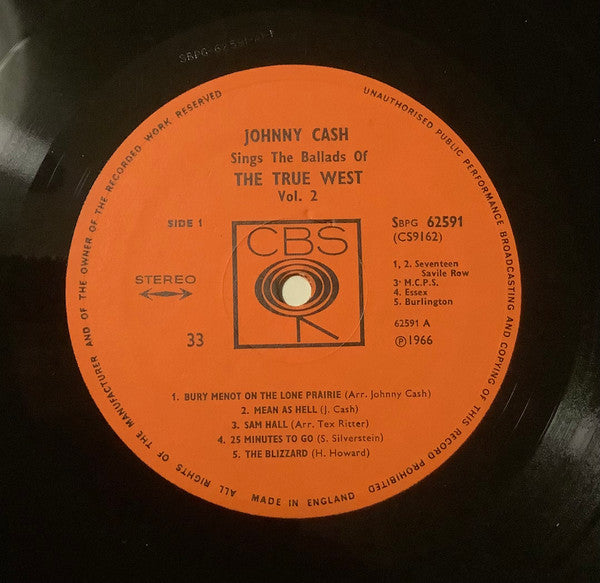 SBPG-62591-A-1
JOHNNY CASH
Sings The Ballads Of
THE TRUE WEST
Vol. 2
SIDE 1
CBS
SBPG 62591
(CS9162)
STEREO
1, 2. Seventeen
Savile Row
3. M.C.P.S.
4. Essex
5. Burlington
33
62591 A
Ⓟ1966
1. BURY MENOT ON THE LONE PRAIRIE (Arr. Johnny Cash)
2. MEAN AS HELL (J. Cash)
3. SAM HALL (Arr. Tex Ritter)
4. 25 MINUTES TO GO (S. Silverstein)
5. THE BLIZZARD (H. Howard)
MADE IN ENGLAND
ALL RIGHTS OF THE MANUFACTURER AND OF THE OWNER OF THE RECORDED WORK RESERVED
UNAUTHORISED PUBLIC PERFORMANCE BROADCASTING AND COPYING OF THIS RECORD PROHIBITED